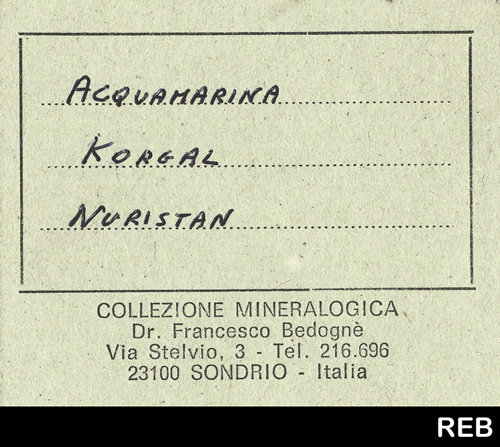 ACQUAMARINA
KORGAL
NURISTAN
COLLEZIONE MINERALOGICA
Dr. Francesco Bedognè
Via Stelvio, 3 - Tel. 216.696
23100 SONDRIO - Italia
REB